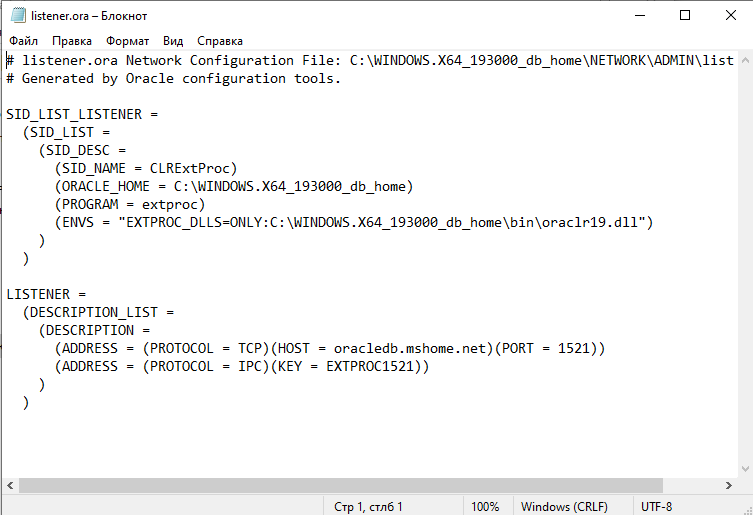 listener.ora – Блокнот
Файл Правка Формат Вид Справка
# listener.ora Network Configuration File: C:\WINDOWS.X64_193000_db_home\NETWORK\ADMIN\list
# Generated by Oracle configuration tools.

SID_LIST_LISTENER =
  (SID_LIST =
    (SID_DESC =
      (SID_NAME = CLRExtProc)
      (ORACLE_HOME = C:\WINDOWS.X64_193000_db_home)
      (PROGRAM = extproc)
      (ENVS = "EXTPROC_DLLS=ONLY:C:\WINDOWS.X64_193000_db_home\bin\oraclr19.dll")
    )
  )

LISTENER =
  (DESCRIPTION_LIST =
    (DESCRIPTION =
      (ADDRESS = (PROTOCOL = TCP)(HOST = oracledb.mshome.net)(PORT = 1521))
      (ADDRESS = (PROTOCOL = IPC)(KEY = EXTPROC1521))
    )
  )
Стр 1, стлб 1 100% Windows (CRLF) UTF-8